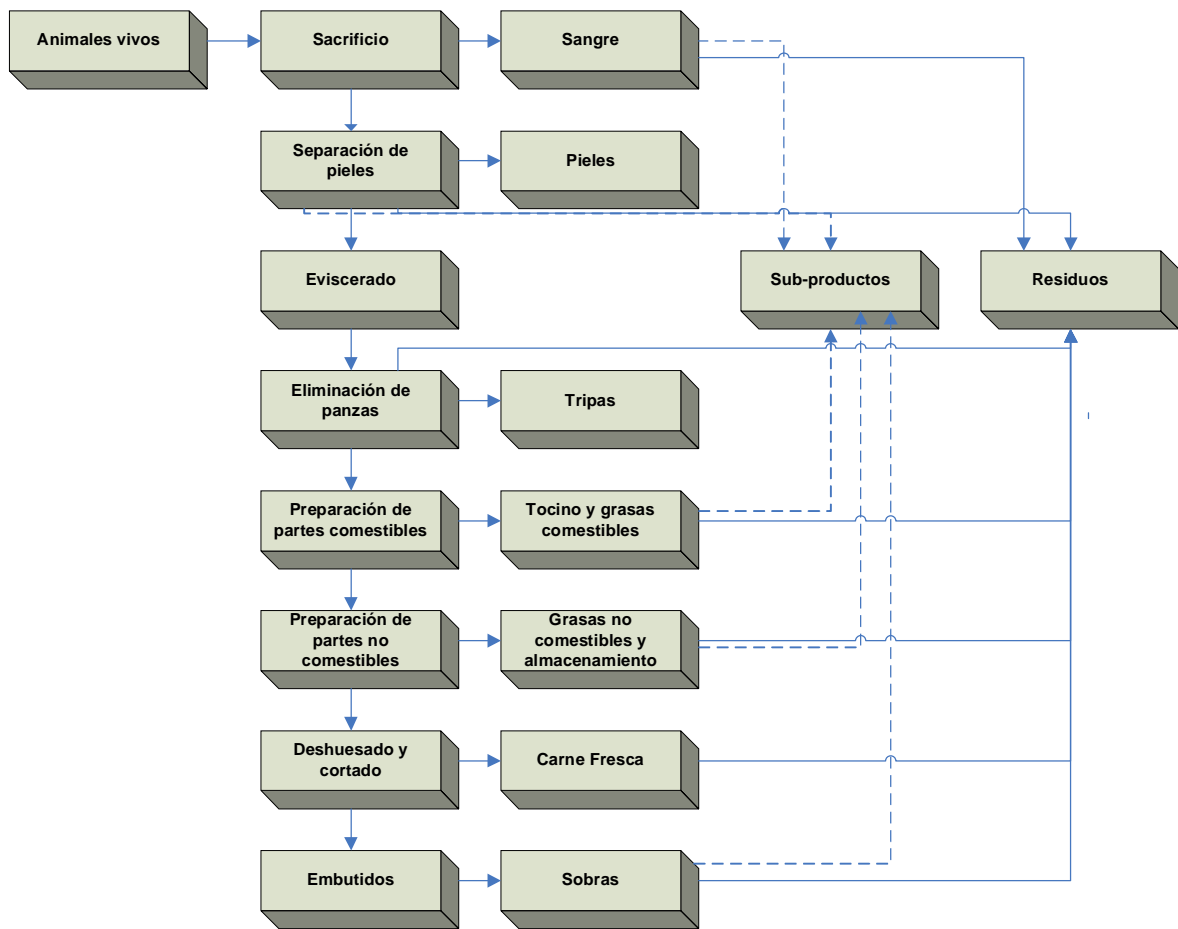 Animales vivos
Sacrificio
Sangre
Separación de
pieles
Pieles
Eviscerado
Sub-productos
Residuos
Eliminación de
panzas
Tripas
Preparación de
partes comestibles
Tocino y grasas
comestibles
Preparación de
partes no
comestibles
Grasas no
comestibles y
almacenamiento
Deshuesado y
cortado
Carne Fresca
Embutidos
Sobras